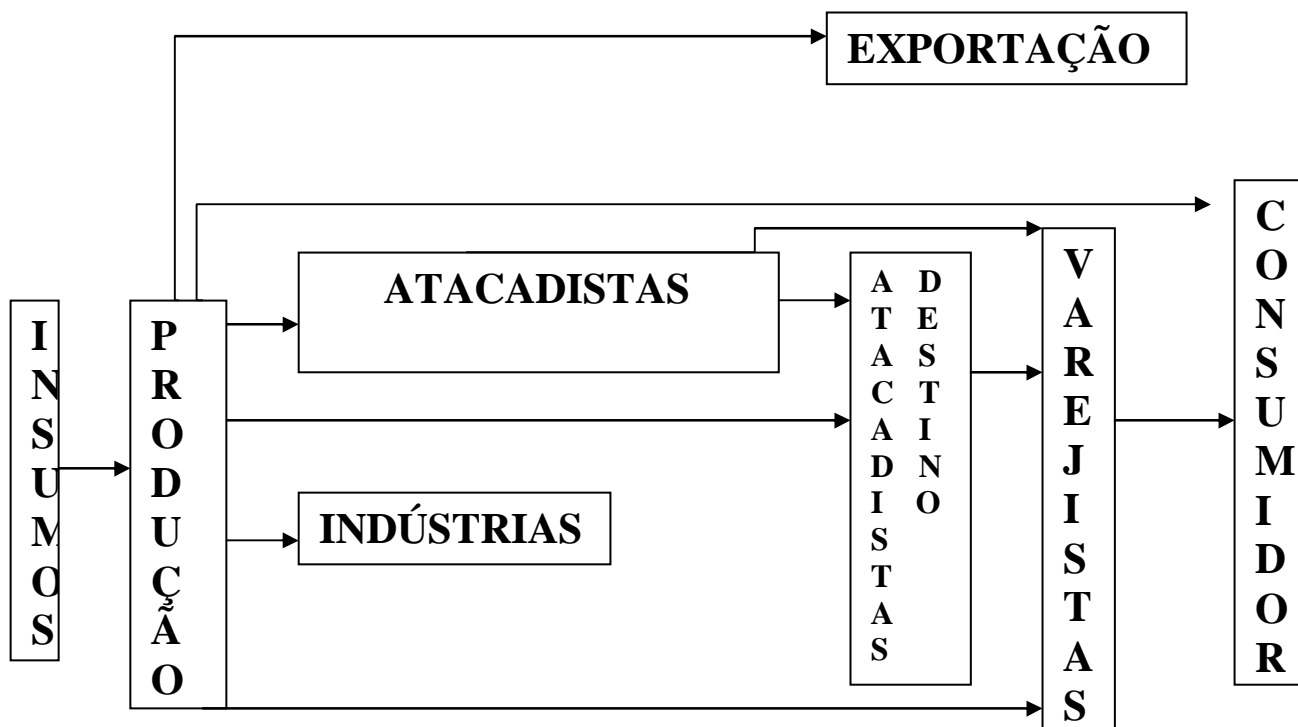 EXPORTAÇÃO
CONSUMIDOR
ATACADISTAS
ATACADISTAS
DESTINO
VAREJISTAS
INSUMOS
PRODUÇÃO
INDÚSTRIAS